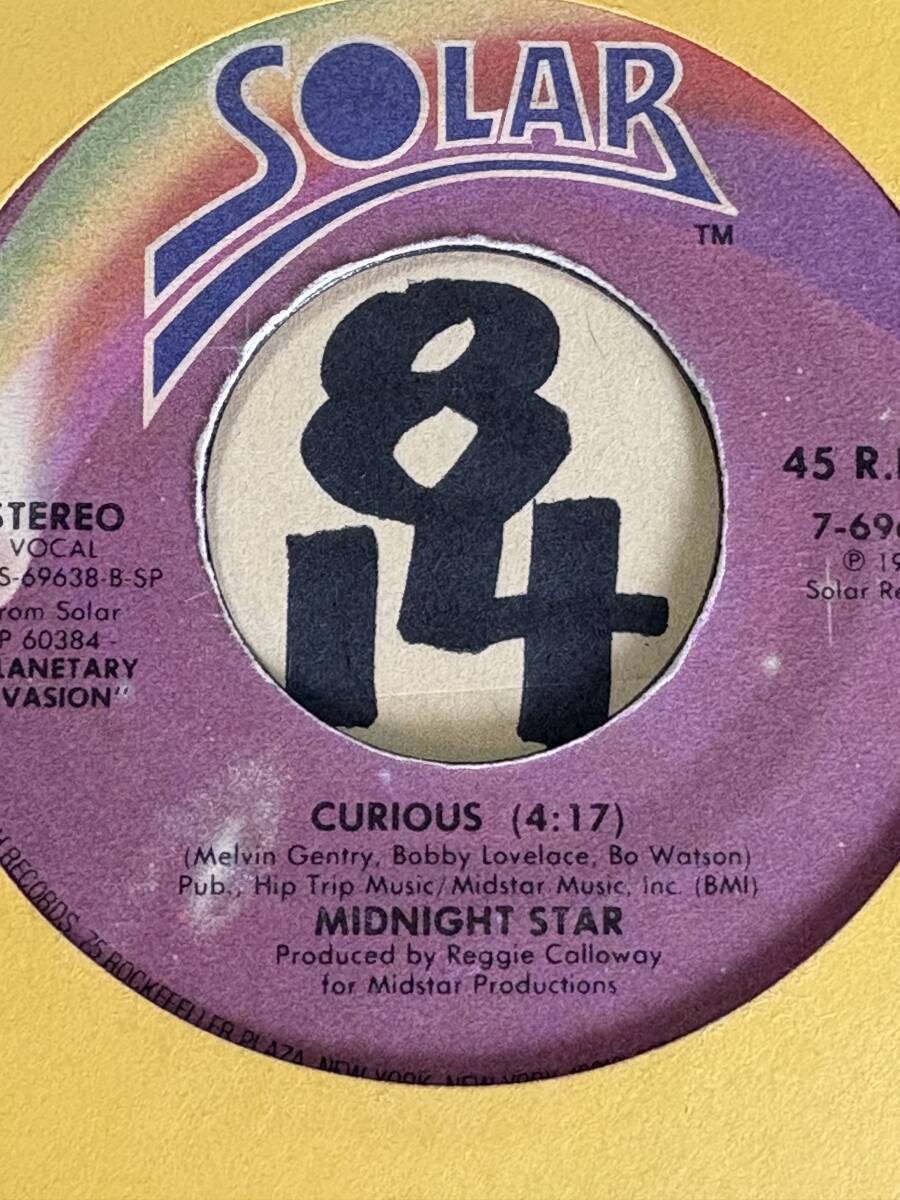 SOLAR
TM
8
14
45 R.
STEREO
VOCAL
S-69638-B-SP
rom Solar
P 60384 -
LANETARY
VASION"
7-69
℗ 19
Solar Re
CURIOUS (4:17)
(Melvin Gentry, Bobby Lovelace, Bo Watson)
Pub., Hip Trip Music/Midstar Music, Inc. (BMI)
MIDNIGHT STAR
Produced by Reggie Calloway
for Midstar Productions
RECORDS, 75 ROCKEFELLER PLAZA, NEW YORK, NEW YORK